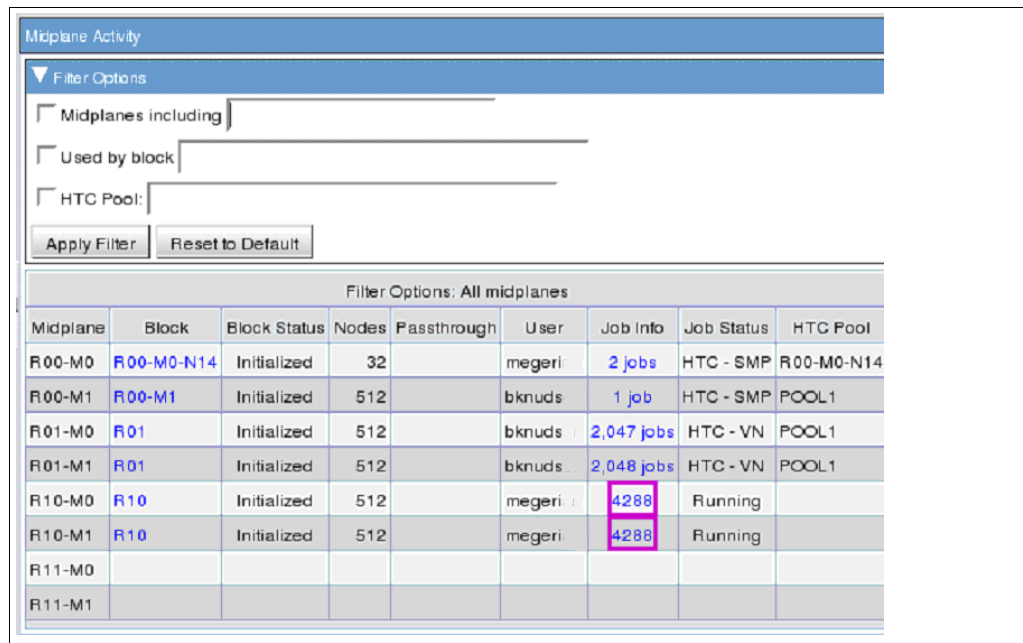 Midplane Activity
Filter Options
Midplanes including
Used by block
HTC Pool:
Apply Filter Reset to Default
Filter Options: All midplanes
Midplane Block Block Status Nodes Passthrough User Job Info Job Status HTC Pool
R00-M0 R00-M0-N14 Initialized 32 megeri 2 jobs HTC - SMP R00-M0-N14
R00-M1 R00-M1 Initialized 512 bknuds 1 job HTC - SMP POOL1
R01-M0 R01 Initialized 512 bknuds 2,047 jobs HTC - VN POOL1
R01-M1 R01 Initialized 512 bknuds 2,048 jobs HTC - VN POOL1
R10-M0 R10 Initialized 512 megeri 4288 Running
R10-M1 R10 Initialized 512 megeri 4288 Running
R11-M0
R11-M1